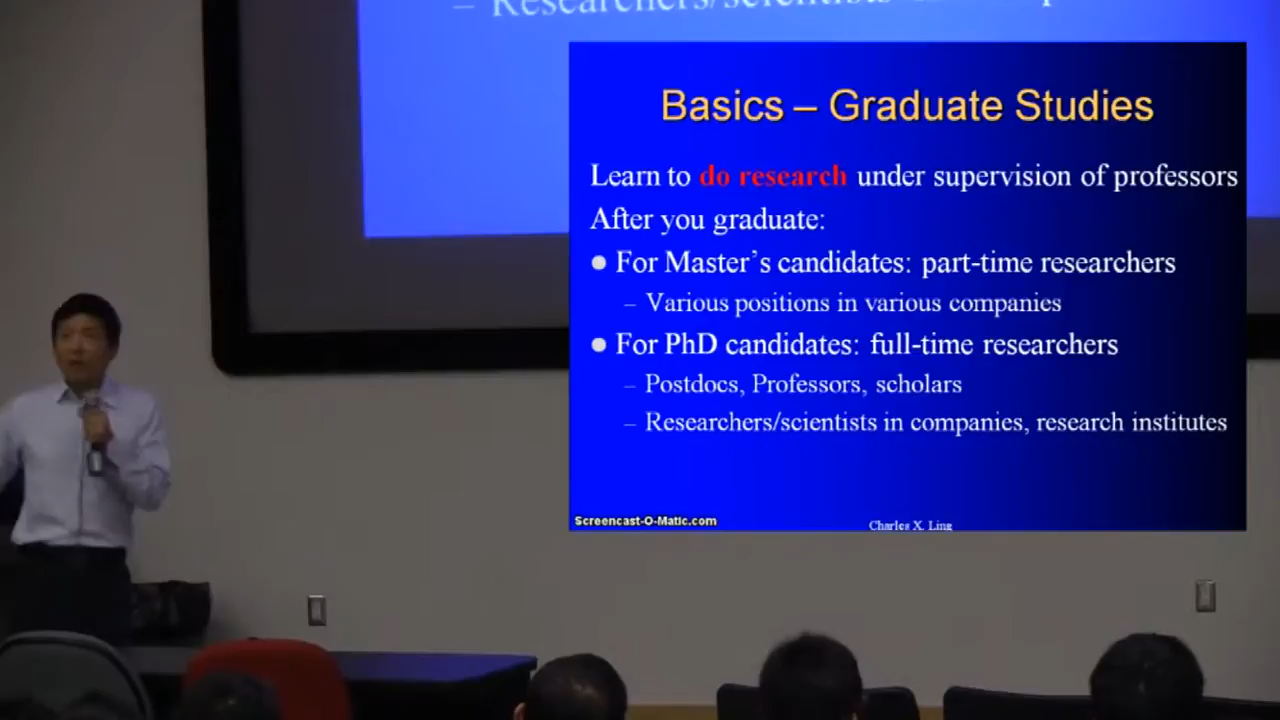 – Researchers/scientists
Basics – Graduate Studies
Learn to do research under supervision of professors
After you graduate:
● For Master's candidates: part-time researchers
– Various positions in various companies
● For PhD candidates: full-time researchers
– Postdocs, Professors, scholars
– Researchers/scientists in companies, research institutes
Screencast-O-Matic.com
Charles X. Ling